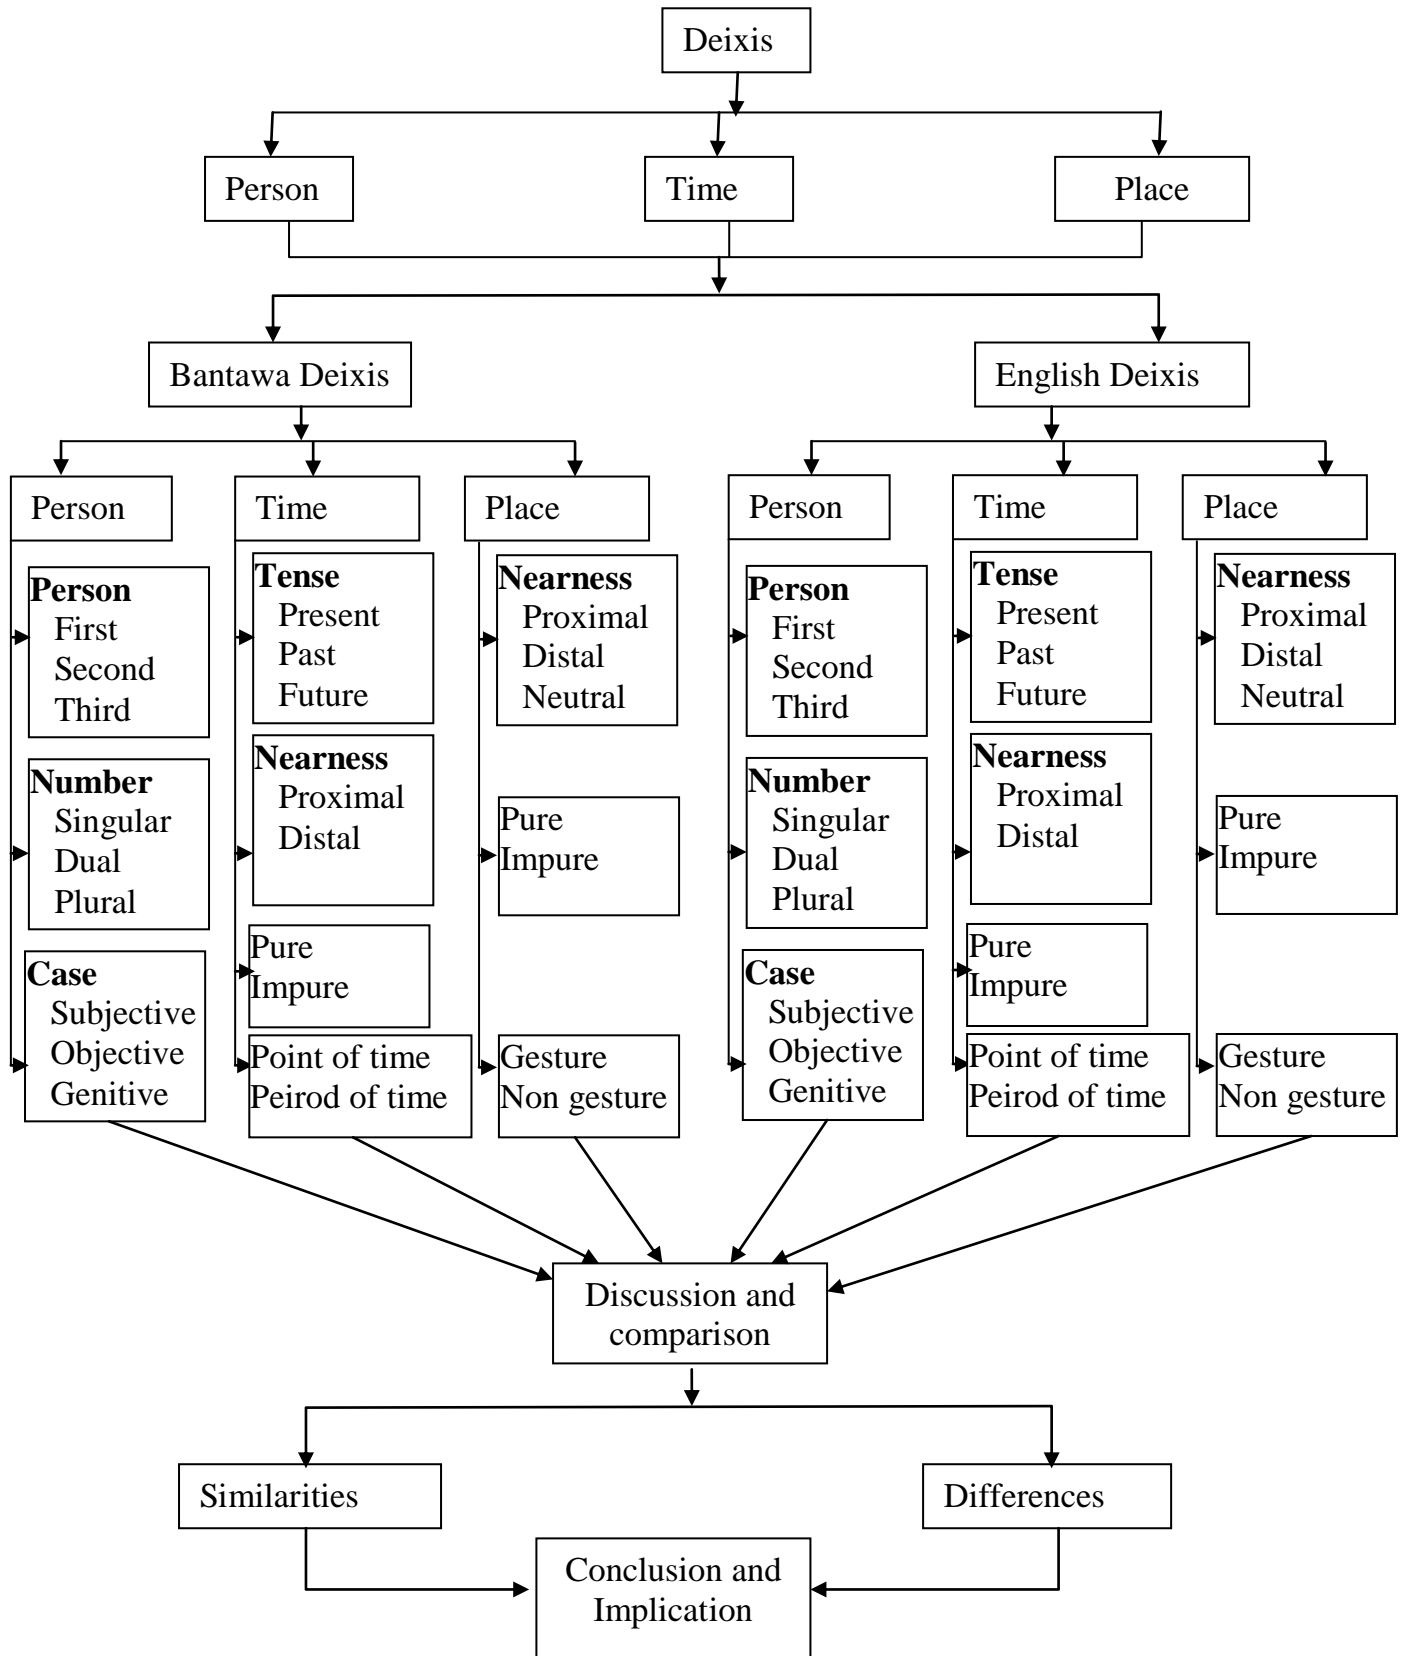 Deixis
Person
Time
Place
Bantawa Deixis
English Deixis
Person
Time
Place
Person
Time
Place
Person
First
Second
Third
Number
Singular
Dual
Plural
Case
Subjective
Objective
Genitive
Tense
Present
Past
Future
Nearness
Proximal
Distal
Pure
Impure
Point of time
Peirod of time
Nearness
Proximal
Distal
Neutral
Pure
Impure
Gesture
Non gesture
Person
First
Second
Third
Number
Singular
Dual
Plural
Case
Subjective
Objective
Genitive
Tense
Present
Past
Future
Nearness
Proximal
Distal
Pure
Impure
Point of time
Peirod of time
Nearness
Proximal
Distal
Neutral
Pure
Impure
Gesture
Non gesture
Discussion and
comparison
Similarities
Differences
Conclusion and
Implication